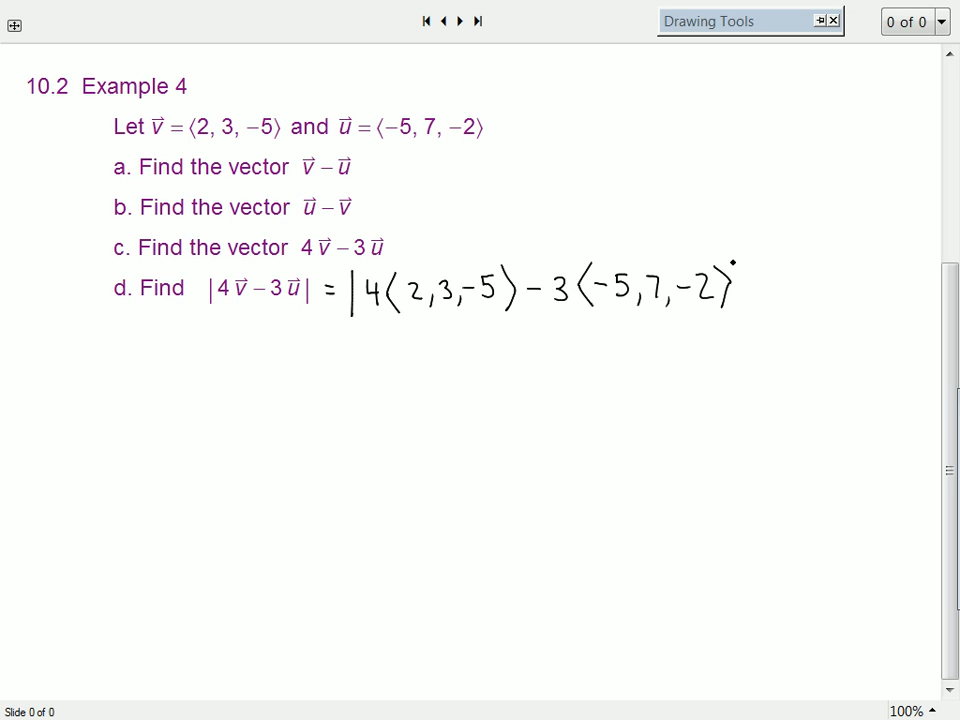 Drawing Tools
0 of 0
10.2 Example 4
Let v⃗ = ⟨2, 3, −5⟩ and u⃗ = ⟨−5, 7, −2⟩
a. Find the vector v⃗ − u⃗
b. Find the vector u⃗ − v⃗
c. Find the vector 4v⃗ − 3u⃗
d. Find |4v⃗ − 3u⃗| = |4⟨2,3,−5⟩ − 3⟨−5,7,−2⟩
Slide 0 of 0
100%